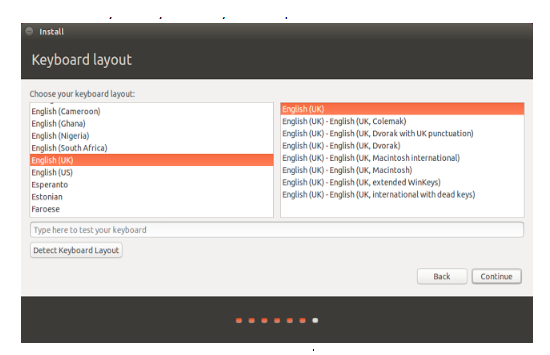 Install
Keyboard layout
Choose your keyboard layout:
English (Cameroon)
English (Ghana)
English (Nigeria)
English (South Africa)
English (UK)
English (US)
Esperanto
Estonian
Faroese
English (UK)
English (UK) - English (UK, Colemak)
English (UK) - English (UK, Dvorak with UK punctuation)
English (UK) - English (UK, Dvorak)
English (UK) - English (UK, Macintosh international)
English (UK) - English (UK, Macintosh)
English (UK) - English (UK, extended WinKeys)
English (UK) - English (UK, international with dead keys)
Type here to test your keyboard
Detect Keyboard Layout
Back
Continue